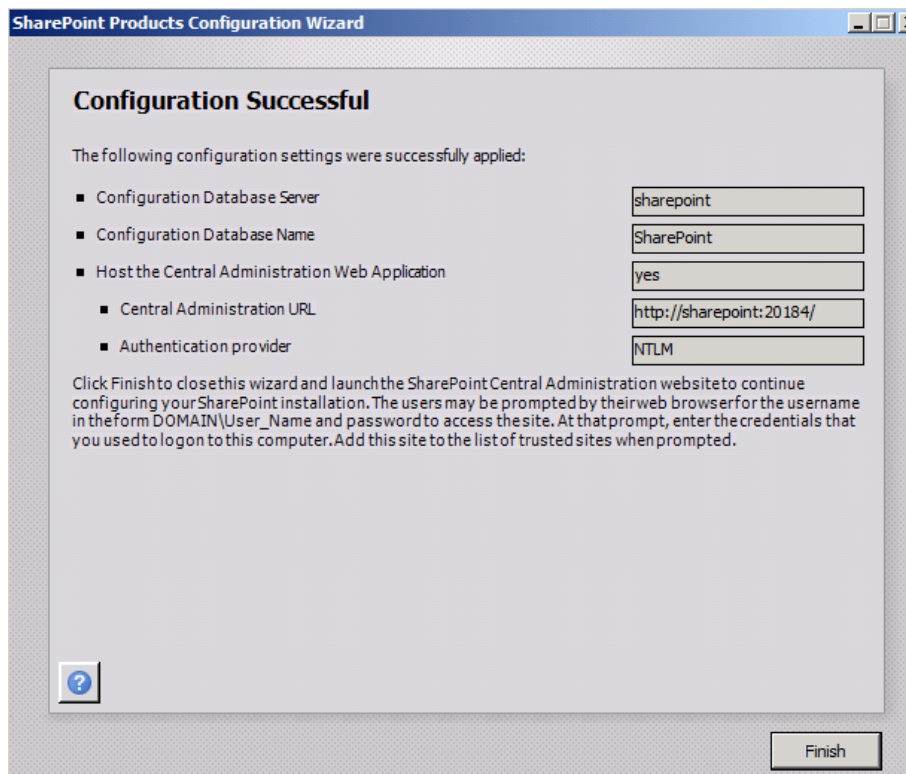 SharePoint Products Configuration Wizard
Configuration Successful
The following configuration settings were successfully applied:
Configuration Database Server sharepoint
Configuration Database Name SharePoint
Host the Central Administration Web Application yes
Central Administration URL http://sharepoint:20184/
Authentication provider NTLM
Click Finish to close this wizard and launch the SharePoint Central Administration website to continue
configuring your SharePoint installation. The users may be prompted by their web browser for the username
in the form DOMAIN\User_Name and password to access the site. At that prompt, enter the credentials that
you used to logon to this computer. Add this site to the list of trusted sites when prompted.
?
Finish